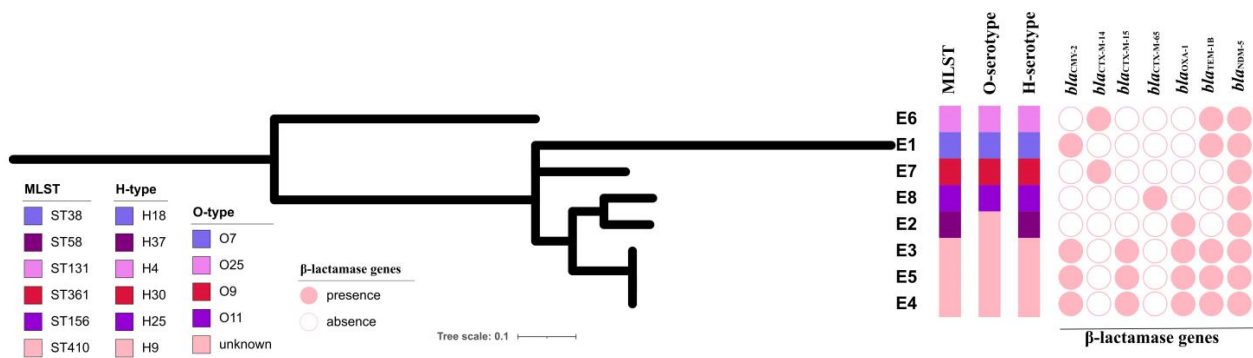 MLST
O-serotype
H-serotype
blaCMY-2
blaCTX-M-14
blaCTX-M-15
blaCTX-M-65
blaOXA-1
blaTEM-1B
blaNDM-5
E6
E1
E7
E8
E2
E3
E5
E4
MLST
ST38
ST58
ST131
ST361
ST156
ST410
H-type
H18
H37
H4
H30
H25
H9
O-type
O7
O25
O9
O11
unknown
β-lactamase genes
presence
absence
Tree scale: 0.1
β-lactamase genes